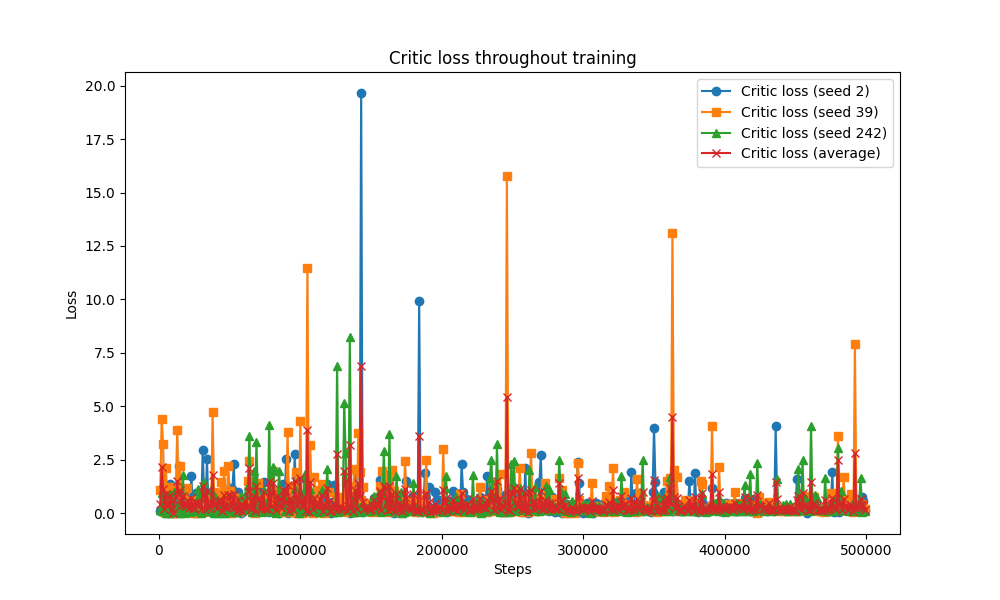 Critic loss throughout training
Critic loss (seed 2)
Critic loss (seed 39)
Critic loss (seed 242)
Critic loss (average)
Loss
20.0
17.5
15.0
12.5
10.0
7.5
5.0
2.5
0.0
0 100000 200000 300000 400000 500000
Steps